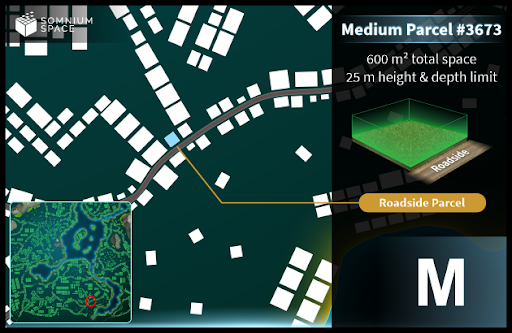 SOMNIUM
SPACE
Medium Parcel #3673
600 m² total space
25 m height & depth limit
Roadside
Roadside Parcel
M